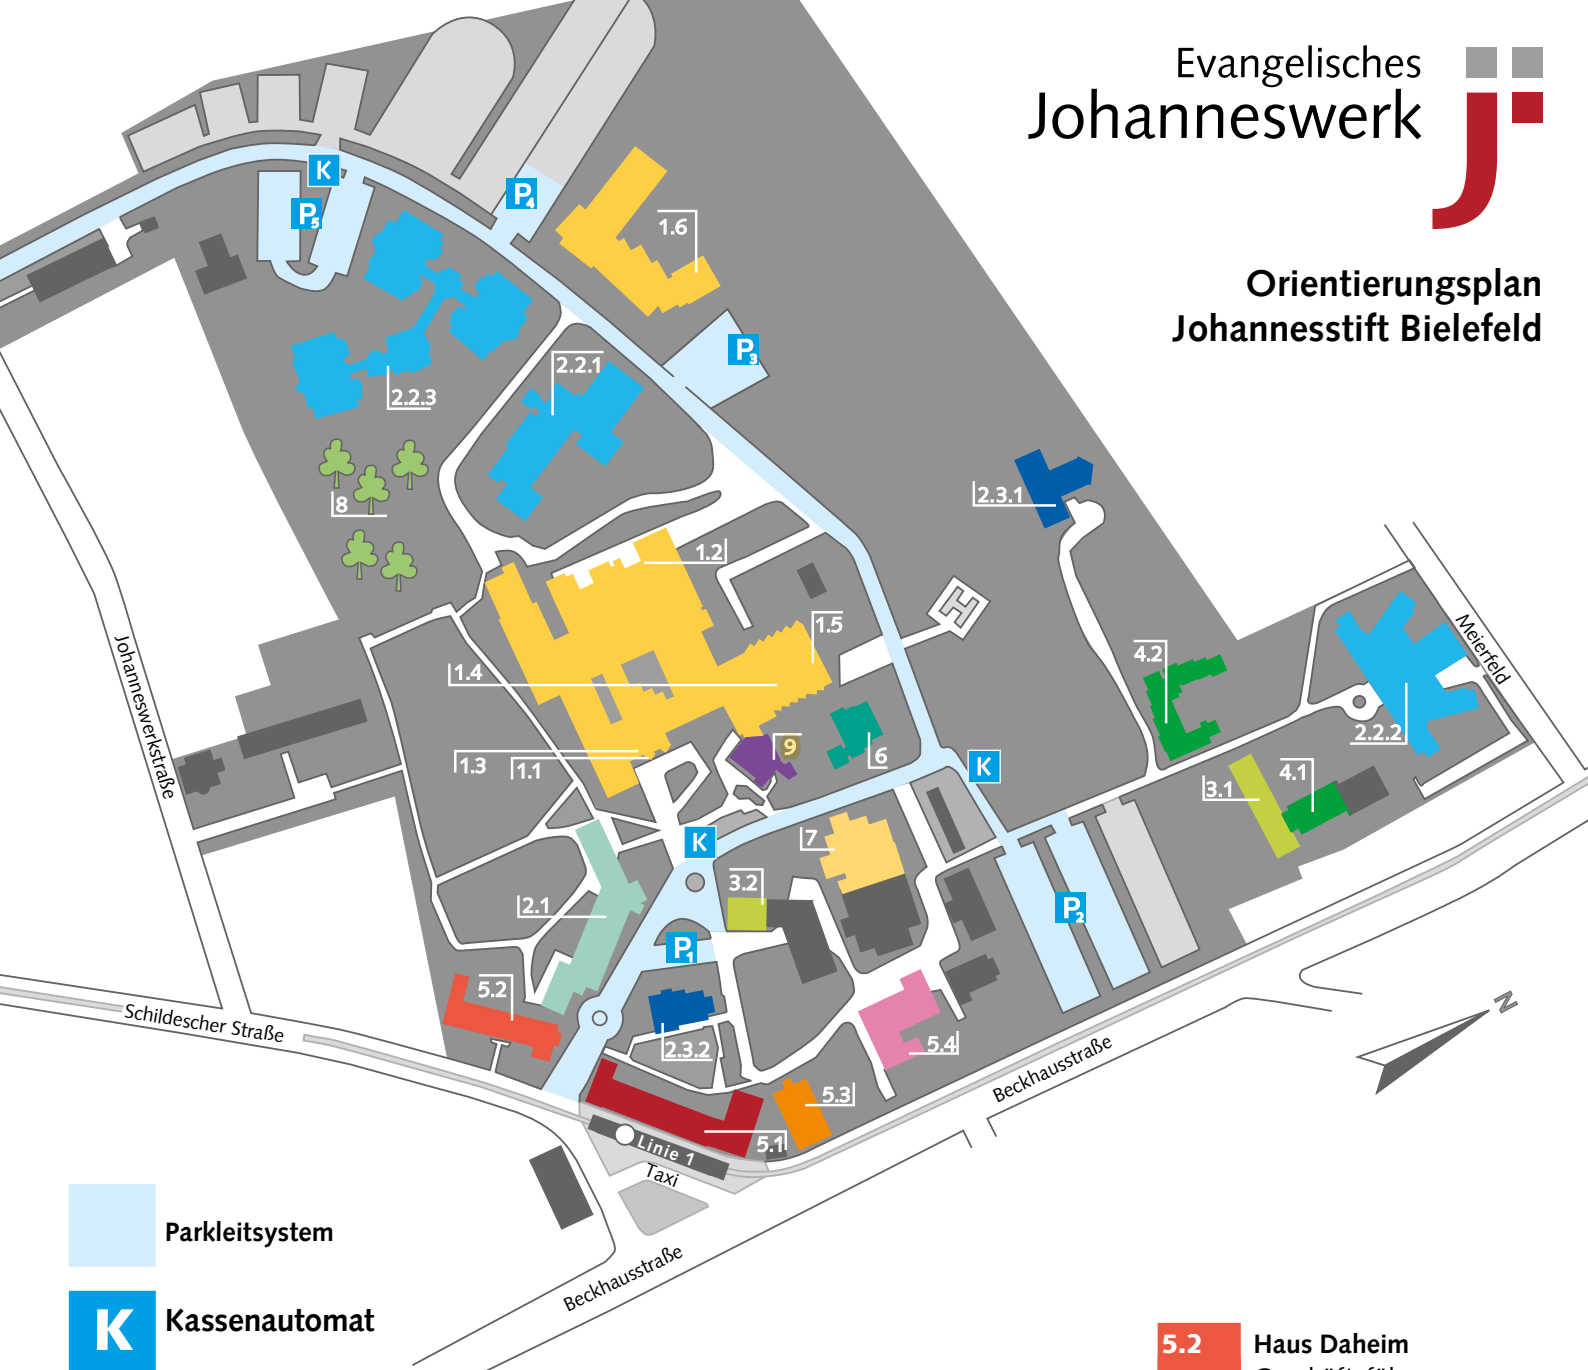 Evangelisches
Johanneswerk
Orientierungsplan
Johannesstift Bielefeld
K
P5
P4
1.6
P3
2.2.1
2.2.3
8
2.3.1
1.2
1.5
1.4
4.2
Meierfeld
2.2.2
Johanneswerkstraße
1.3
1.1
9
6
K
4.1
3.1
K
7
3.2
2.1
P2
P1
5.2
2.3.2
5.4
5.3
5.1
Schildescher Straße
Linie 1
Taxi
Beckhausstraße
Beckhausstraße
N
H
Parkleitsystem
K Kassenautomat
5.2 Haus Daheim